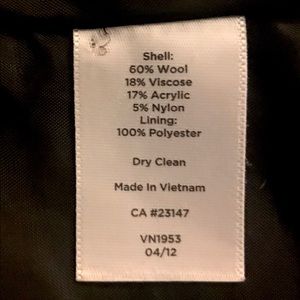 Shell:
60% Wool
18% Viscose
17% Acrylic
5% Nylon
Lining:
100% Polyester
Dry Clean
Made In Vietnam
CA #23147
VN1953
04/12